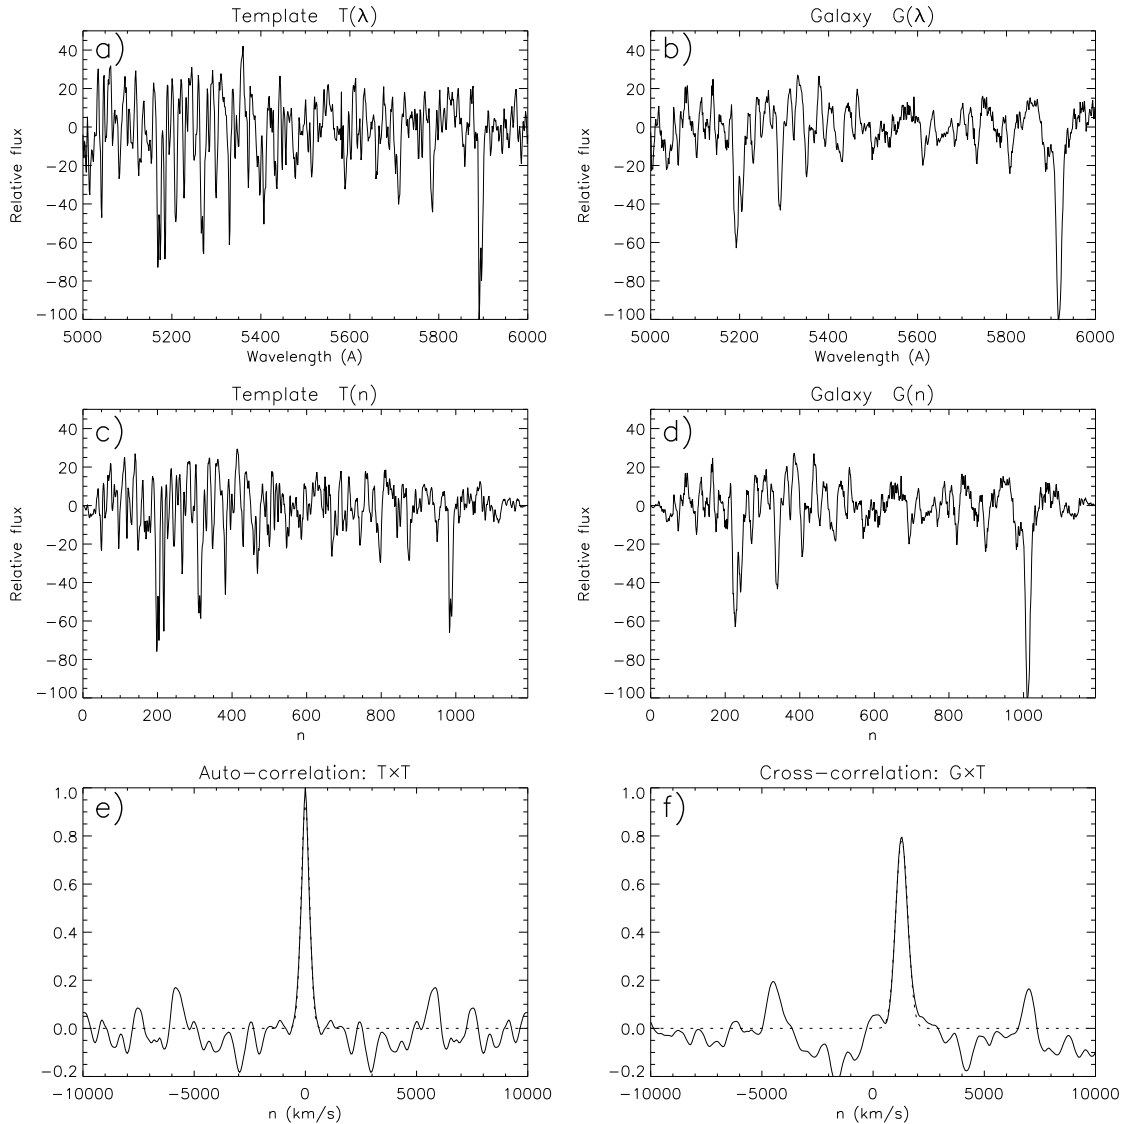 Template T(λ)
a)
Relative flux
40
20
0
−20
−40
−60
−80
−100
5000 5200 5400 5600 5800 6000
Wavelength (A)
Galaxy G(λ)
b)
Relative flux
40
20
0
−20
−40
−60
−80
−100
5000 5200 5400 5600 5800 6000
Wavelength (A)
Template T(n)
c)
Relative flux
40
20
0
−20
−40
−60
−80
−100
0 200 400 600 800 1000
n
Galaxy G(n)
d)
Relative flux
40
20
0
−20
−40
−60
−80
−100
0 200 400 600 800 1000
n
Auto−correlation: T×T
e)
1.0
0.8
0.6
0.4
0.2
0.0
−0.2
−10000 −5000 0 5000 10000
n (km/s)
Cross−correlation: G×T
f)
1.0
0.8
0.6
0.4
0.2
0.0
−0.2
−10000 −5000 0 5000 10000
n (km/s)